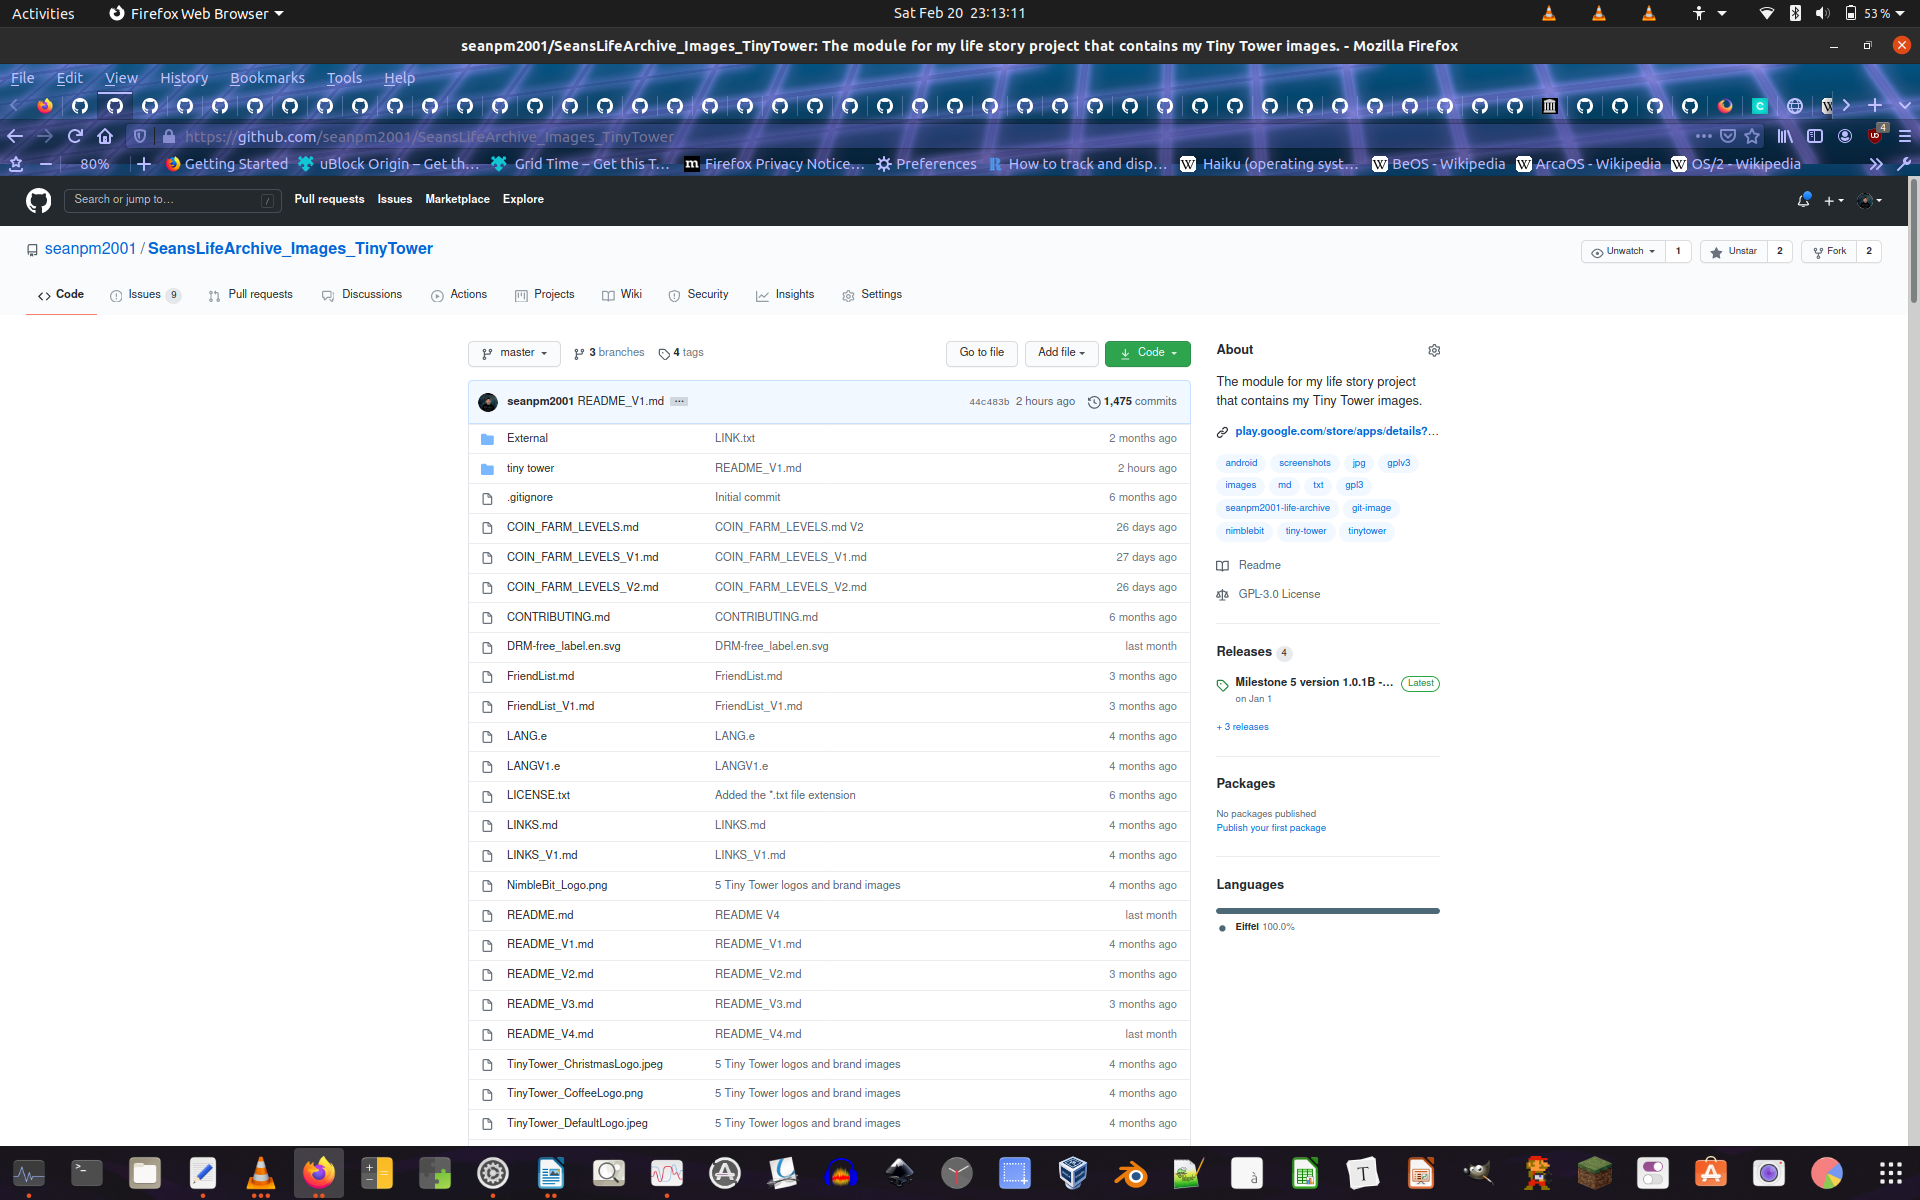 Activities Firefox Web Browser Sat Feb 20 23:13:11 53 %
seanpm2001/SeansLifeArchive_Images_TinyTower: The module for my life story project that contains my Tiny Tower images. - Mozilla Firefox
File Edit View History Bookmarks Tools Help
https://github.com/seanpm2001/SeansLifeArchive_Images_TinyTower 4
80% Getting Started uBlock Origin – Get th… Grid Time – Get this T… Firefox Privacy Notice… Preferences How to track and disp… Haiku (operating syst… BeOS - Wikipedia ArcaOS - Wikipedia OS/2 - Wikipedia
Search or jump to… / Pull requests Issues Marketplace Explore
seanpm2001 / SeansLifeArchive_Images_TinyTower Unwatch 1 Unstar 2 Fork 2
Code Issues 9 Pull requests Discussions Actions Projects Wiki Security Insights Settings
master 3 branches 4 tags Go to file Add file Code
seanpm2001 README_V1.md ··· 44c483b 2 hours ago 1,475 commits
External LINK.txt 2 months ago
tiny tower README_V1.md 2 hours ago
.gitignore Initial commit 6 months ago
COIN_FARM_LEVELS.md COIN_FARM_LEVELS.md V2 26 days ago
COIN_FARM_LEVELS_V1.md COIN_FARM_LEVELS_V1.md 27 days ago
COIN_FARM_LEVELS_V2.md COIN_FARM_LEVELS_V2.md 26 days ago
CONTRIBUTING.md CONTRIBUTING.md 6 months ago
DRM-free_label.en.svg DRM-free_label.en.svg last month
FriendList.md FriendList.md 3 months ago
FriendList_V1.md FriendList_V1.md 3 months ago
LANG.e LANG.e 4 months ago
LANGV1.e LANGV1.e 4 months ago
LICENSE.txt Added the *.txt file extension 6 months ago
LINKS.md LINKS.md 4 months ago
LINKS_V1.md LINKS_V1.md 4 months ago
NimbleBit_Logo.png 5 Tiny Tower logos and brand images 4 months ago
README.md README V4 last month
README_V1.md README_V1.md 4 months ago
README_V2.md README_V2.md 3 months ago
README_V3.md README_V3.md 3 months ago
README_V4.md README_V4.md last month
TinyTower_ChristmasLogo.jpeg 5 Tiny Tower logos and brand images 4 months ago
TinyTower_CoffeeLogo.png 5 Tiny Tower logos and brand images 4 months ago
TinyTower_DefaultLogo.jpeg 5 Tiny Tower logos and brand images 4 months ago
About
The module for my life story project
that contains my Tiny Tower images.
play.google.com/store/apps/details?…
android screenshots jpg gplv3
images md txt gpl3
seanpm2001-life-archive git-image
nimblebit tiny-tower tinytower
Readme
GPL-3.0 License
Releases 4
Milestone 5 version 1.0.1B -… Latest
on Jan 1
+ 3 releases
Packages
No packages published
Publish your first package
Languages
Eiffel 100.0%